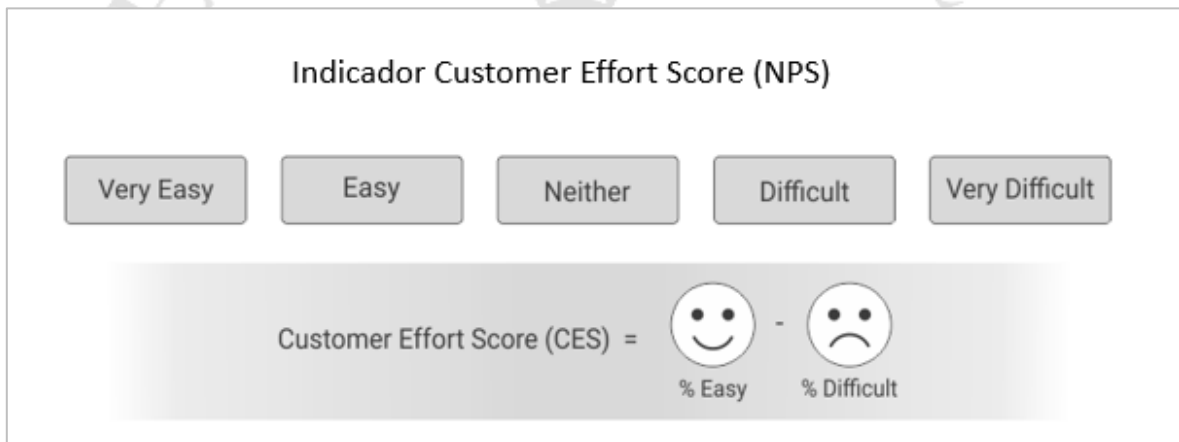 Indicador Customer Effort Score (NPS)
Very Easy
Easy
Neither
Difficult
Very Difficult
Customer Effort Score (CES) =
-
% Easy
% Difficult